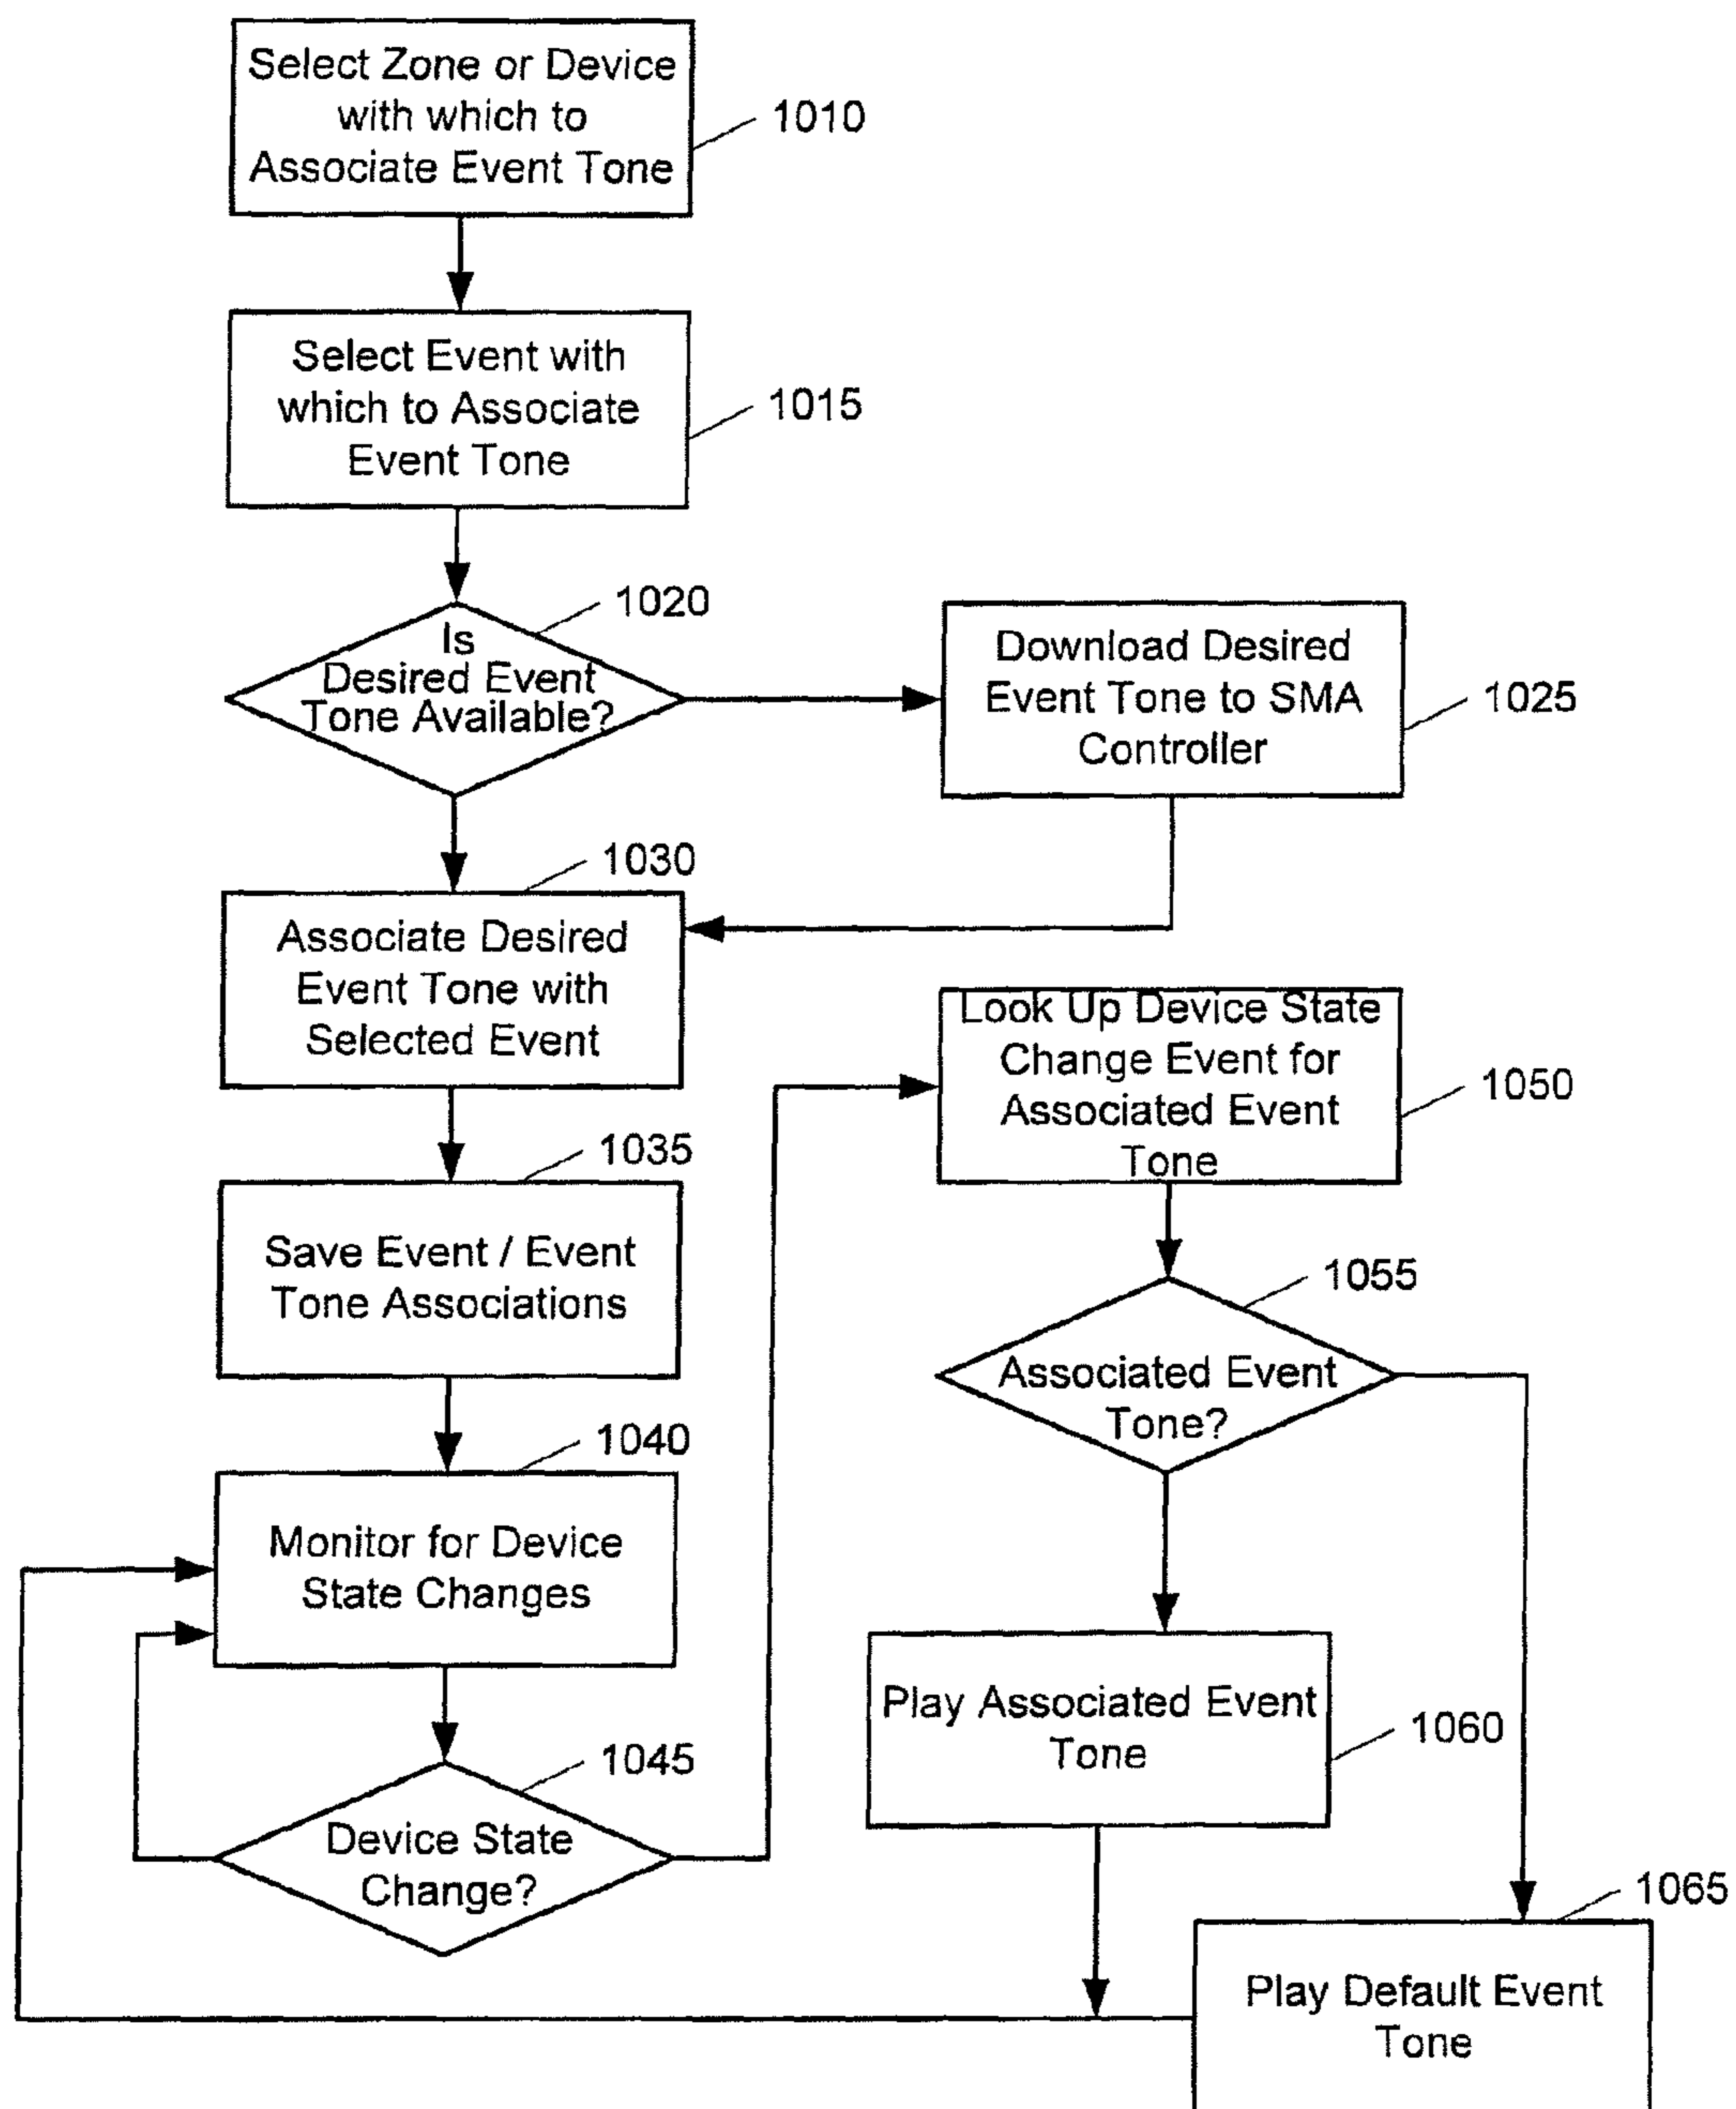 Select Zone or Device
with which to
Associate Event Tone
1010
Select Event with
which to Associate
Event Tone
1015
1020
Is
Desired Event
Tone Available?
Download Desired
Event Tone to SMA
Controller
1025
1030
Associate Desired
Event Tone with
Selected Event
1035
Save Event / Event
Tone Associations
1040
Monitor for Device
State Changes
1045
Device State
Change?
Look Up Device State
Change Event for
Associated Event
Tone
1050
1055
Associated Event
Tone?
Play Associated Event
Tone
1060
1065
Play Default Event
Tone